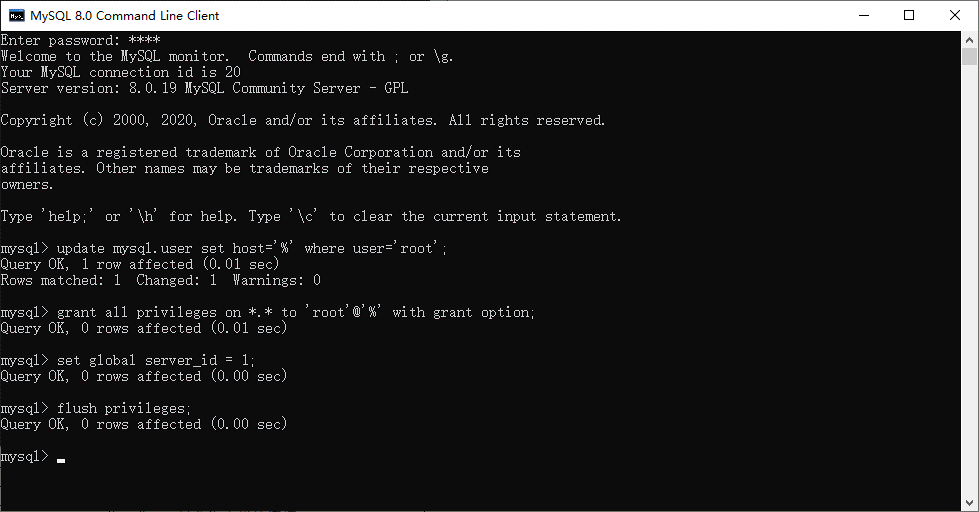 MySQL 8.0 Command Line Client
Enter password: ****
Welcome to the MySQL monitor.  Commands end with ; or \g.
Your MySQL connection id is 20
Server version: 8.0.19 MySQL Community Server - GPL
Copyright (c) 2000, 2020, Oracle and/or its affiliates. All rights reserved.
Oracle is a registered trademark of Oracle Corporation and/or its
affiliates. Other names may be trademarks of their respective
owners.
Type 'help;' or '\h' for help. Type '\c' to clear the current input statement.
mysql> update mysql.user set host='%' where user='root';
Query OK, 1 row affected (0.01 sec)
Rows matched: 1  Changed: 1  Warnings: 0
mysql> grant all privileges on *.* to 'root'@'%' with grant option;
Query OK, 0 rows affected (0.01 sec)
mysql> set global server_id = 1;
Query OK, 0 rows affected (0.00 sec)
mysql> flush privileges;
Query OK, 0 rows affected (0.00 sec)
mysql>